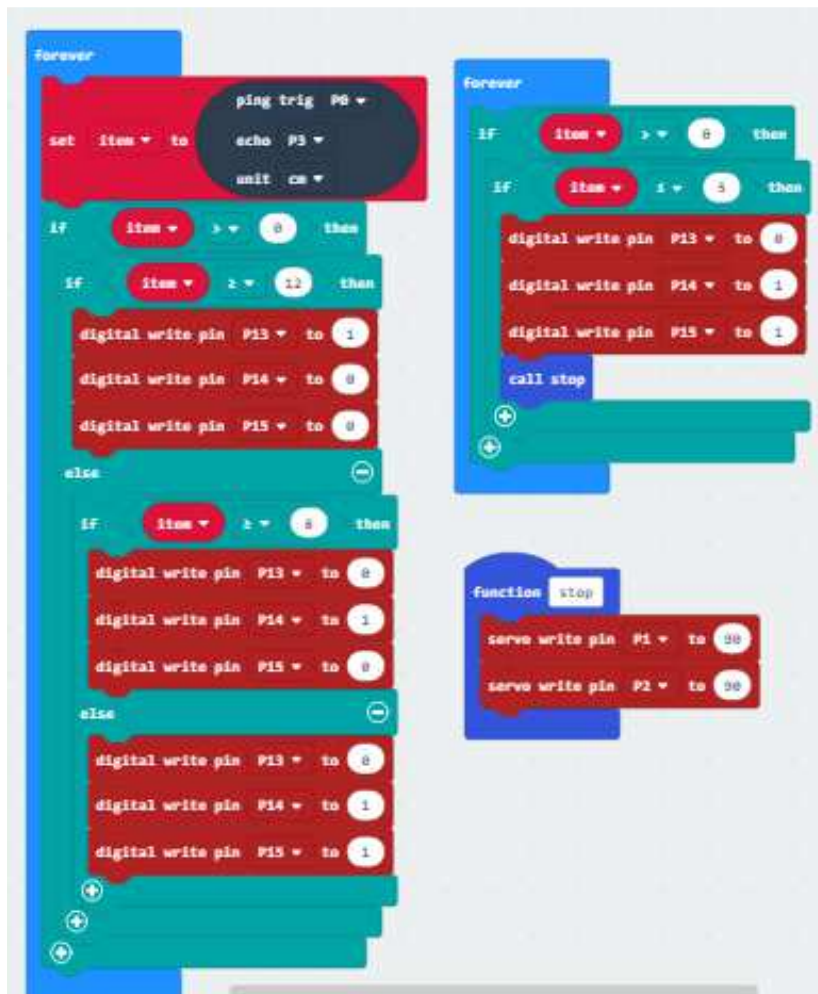 forever
ping trig P0
set item to echo P3
unit cm
if item > 0 then
if item ≥ 12 then
digital write pin P13 to 1
digital write pin P14 to 0
digital write pin P15 to 0
else
if item ≥ then
digital write pin P13 to 0
digital write pin P14 to 1
digital write pin P15 to 0
else
digital write pin P13 to 0
digital write pin P14 to 1
digital write pin P15 to 1
forever
if item > 0 then
if item ≤ 5 then
digital write pin P13 to 0
digital write pin P14 to 1
digital write pin P15 to 1
call stop
function stop
servo write pin P1 to 90
servo write pin P2 to 90